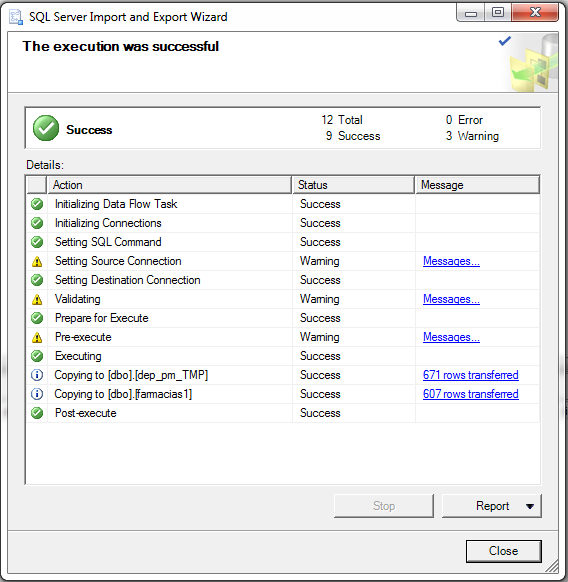 SQL Server Import and Export Wizard
The execution was successful
Success
12 Total 0 Error
9 Success 3 Warning
Details:
Action Status Message
Initializing Data Flow Task Success
Initializing Connections Success
Setting SQL Command Success
Setting Source Connection Warning Messages...
Setting Destination Connection Success
Validating Warning Messages...
Prepare for Execute Success
Pre-execute Warning Messages...
Executing Success
Copying to [dbo].[dep_pm_TMP] Success 671 rows transferred
Copying to [dbo].[farmacias1] Success 607 rows transferred
Post-execute Success
Stop Report
Close